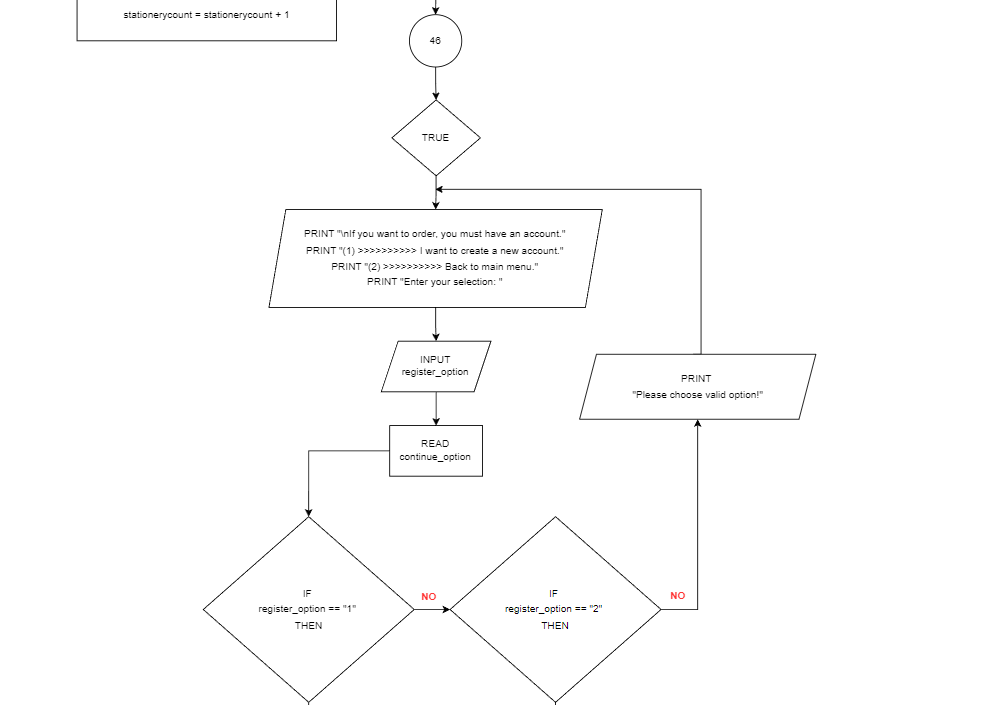 stationerycount = stationerycount + 1
46
TRUE
PRINT "\nIf you want to order, you must have an account."
PRINT "(1) >>>>>>>>>> I want to create a new account."
PRINT "(2) >>>>>>>>>> Back to main menu."
PRINT "Enter your selection: "
INPUT
register_option
PRINT
"Please choose valid option!"
READ
continue_option
IF
register_option == "1"
THEN
NO
IF
register_option == "2"
THEN
NO